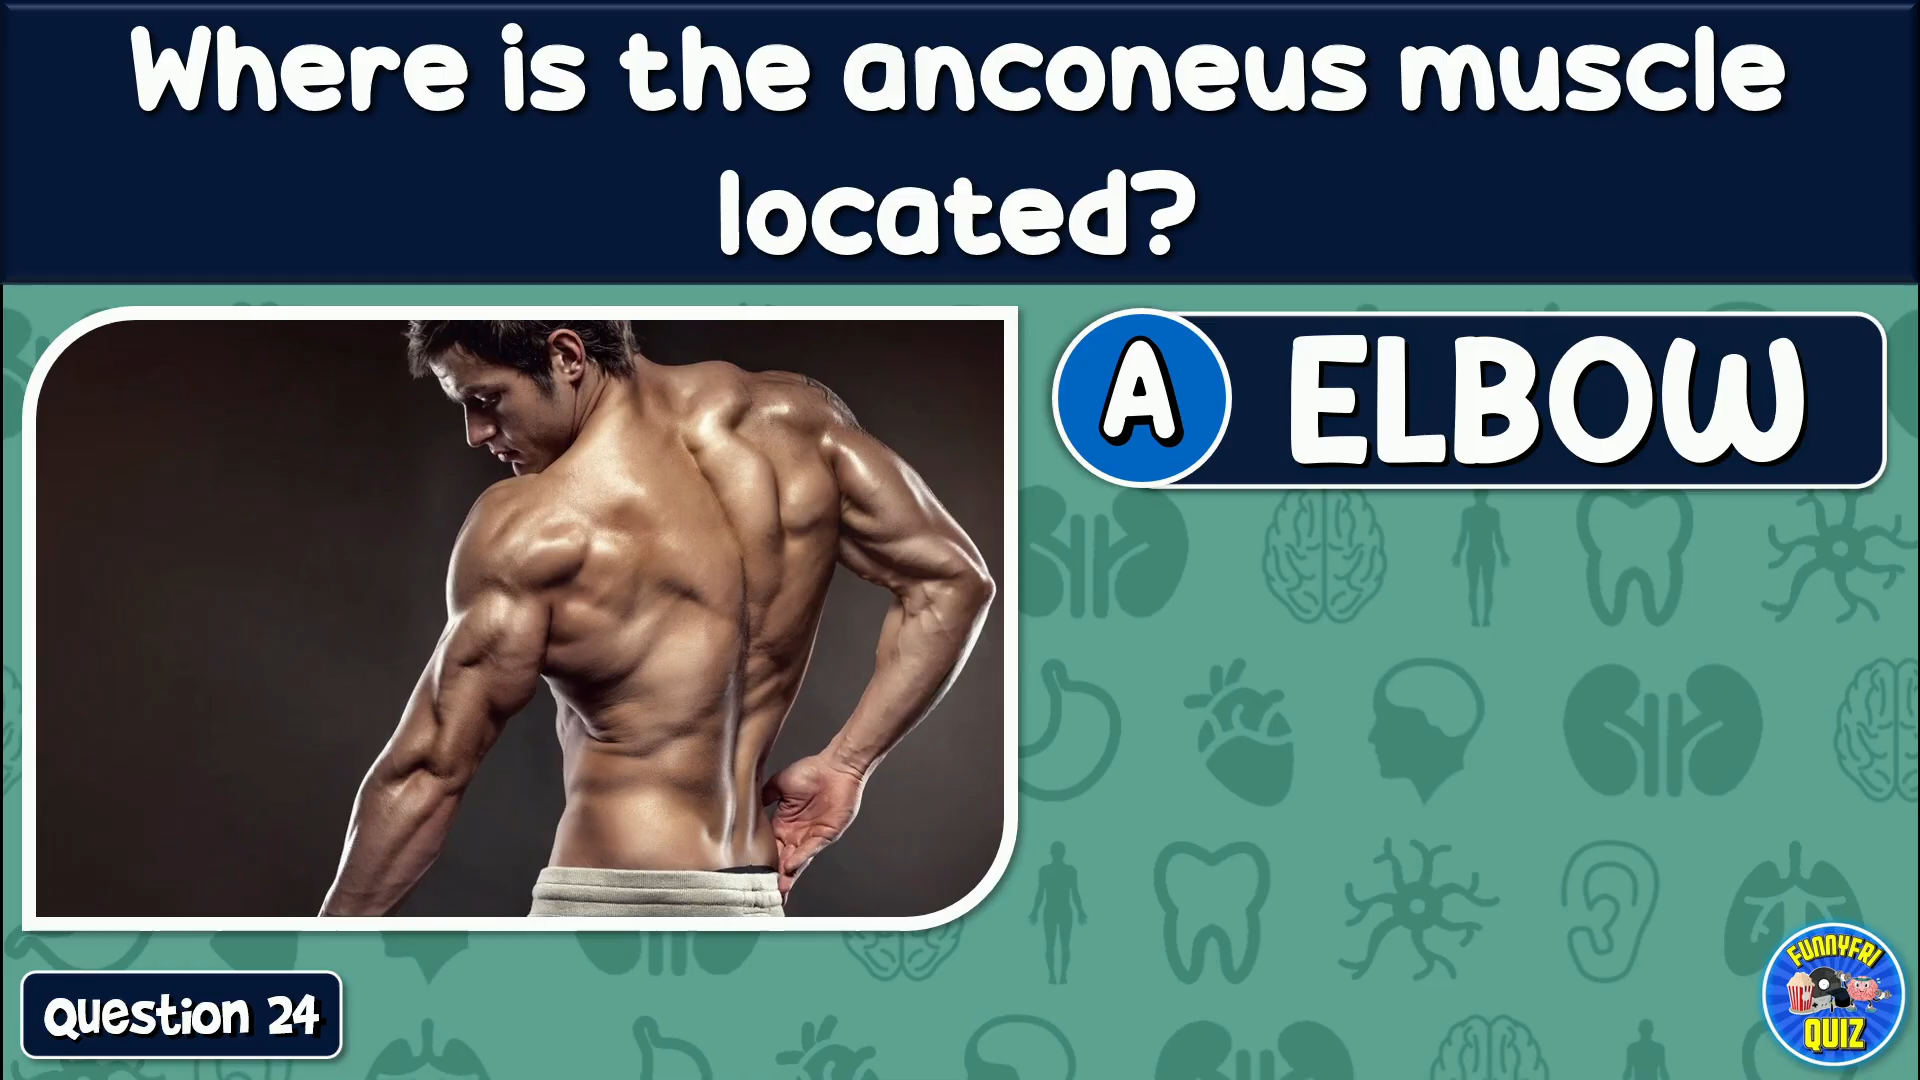 Where is the anconeus muscle
located?
A ELBOW
Question 24
FUNNYFRI
QUIZ